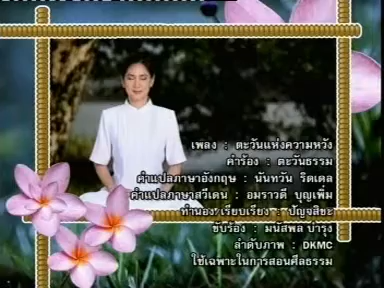 เพลง : ตะวันแห่งความหวัง
คำร้อง : ตะวันธรรม
คำแปลภาษาอังกฤษ : นันทวัน ริตเตล
คำแปลภาษาสวีเดน : อมราวดี บุญเพิ่ม
ทำนอง เรียบเรียง : ปัญจสิขะ
ขับร้อง : มนัสพล บำรุง
ลำดับภาพ : DKMC
ใช้เฉพาะในการสอนศีลธรรม